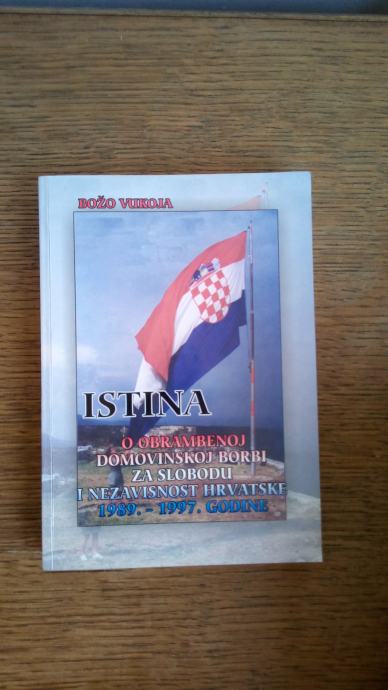 BOŽO VUKOJA
ISTINA
O OBRAMBENOJ
DOMOVINSKOJ BORBI
ZA SLOBODU
I NEZAVISNOST HRVATSKE
1989. - 1997. GODINE